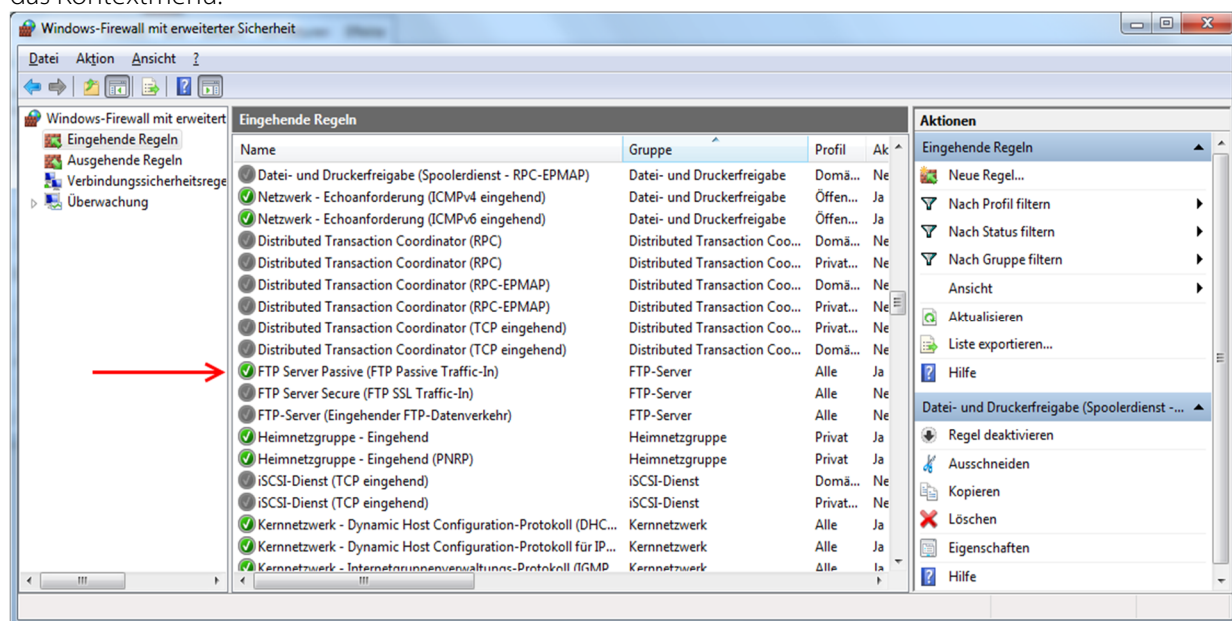 das Kontextmenü.
Windows-Firewall mit erweiterter Sicherheit
Datei Aktion Ansicht ?
Windows-Firewall mit erweitert
Eingehende Regeln
Ausgehende Regeln
Verbindungssicherheitsrege
Überwachung
Eingehende Regeln
Name Gruppe Profil Ak
Datei- und Druckerfreigabe (Spoolerdienst - RPC-EPMAP) Datei- und Druckerfreigabe Domä... Ne
Netzwerk - Echoanforderung (ICMPv4 eingehend) Datei- und Druckerfreigabe Öffen... Ja
Netzwerk - Echoanforderung (ICMPv6 eingehend) Datei- und Druckerfreigabe Öffen... Ja
Distributed Transaction Coordinator (RPC) Distributed Transaction Coo... Domä... Ne
Distributed Transaction Coordinator (RPC) Distributed Transaction Coo... Privat... Ne
Distributed Transaction Coordinator (RPC-EPMAP) Distributed Transaction Coo... Domä... Ne
Distributed Transaction Coordinator (RPC-EPMAP) Distributed Transaction Coo... Privat... Ne
Distributed Transaction Coordinator (TCP eingehend) Distributed Transaction Coo... Privat... Ne
Distributed Transaction Coordinator (TCP eingehend) Distributed Transaction Coo... Domä... Ne
FTP Server Passive (FTP Passive Traffic-In) FTP-Server Alle Ja
FTP Server Secure (FTP SSL Traffic-In) FTP-Server Alle Ne
FTP-Server (Eingehender FTP-Datenverkehr) FTP-Server Alle Ne
Heimnetzgruppe - Eingehend Heimnetzgruppe Privat Ja
Heimnetzgruppe - Eingehend (PNRP) Heimnetzgruppe Privat Ja
iSCSI-Dienst (TCP eingehend) iSCSI-Dienst Domä... Ne
iSCSI-Dienst (TCP eingehend) iSCSI-Dienst Privat... Ne
Kernnetzwerk - Dynamic Host Configuration-Protokoll (DHC... Kernnetzwerk Alle Ja
Kernnetzwerk - Dynamic Host Configuration-Protokoll für IP... Kernnetzwerk Alle Ja
Kernnetzwerk - Internetgruppenverwaltungs-Protokoll (IGMP Kernnetzwerk Alle Ja
Aktionen
Eingehende Regeln
Neue Regel...
Nach Profil filtern
Nach Status filtern
Nach Gruppe filtern
Ansicht
Aktualisieren
Liste exportieren...
Hilfe
Datei- und Druckerfreigabe (Spoolerdienst -...
Regel deaktivieren
Ausschneiden
Kopieren
Löschen
Eigenschaften
Hilfe